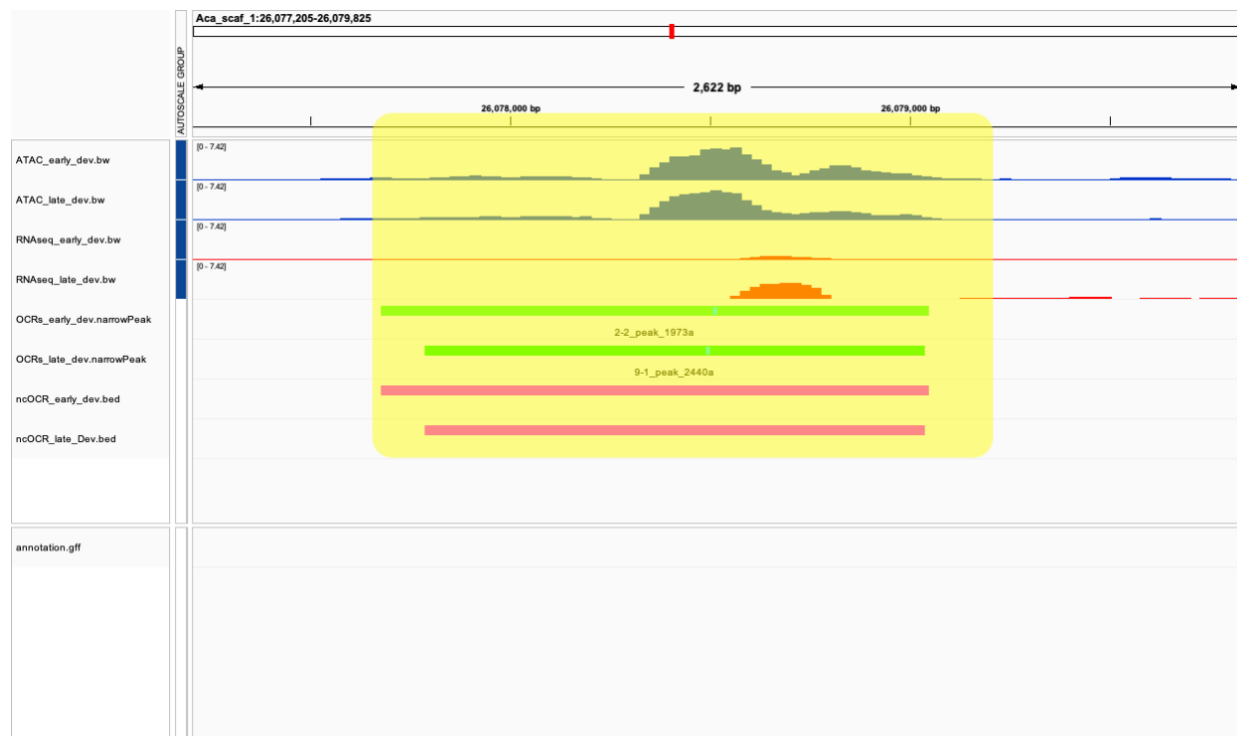 Aca_scaf_1:26,077,205-26,079,825
AUTOSCALE GROUP
2,622 bp
26,078,000 bp
26,079,000 bp
ATAC_early_dev.bw
[0 - 7.42]
ATAC_late_dev.bw
[0 - 7.42]
RNAseq_early_dev.bw
[0 - 7.42]
RNAseq_late_dev.bw
[0 - 7.42]
OCRs_early_dev.narrowPeak
2-2_peak_1973a
OCRs_late_dev.narrowPeak
9-1_peak_2440a
ncOCR_early_dev.bed
ncOCR_late_Dev.bed
annotation.gff